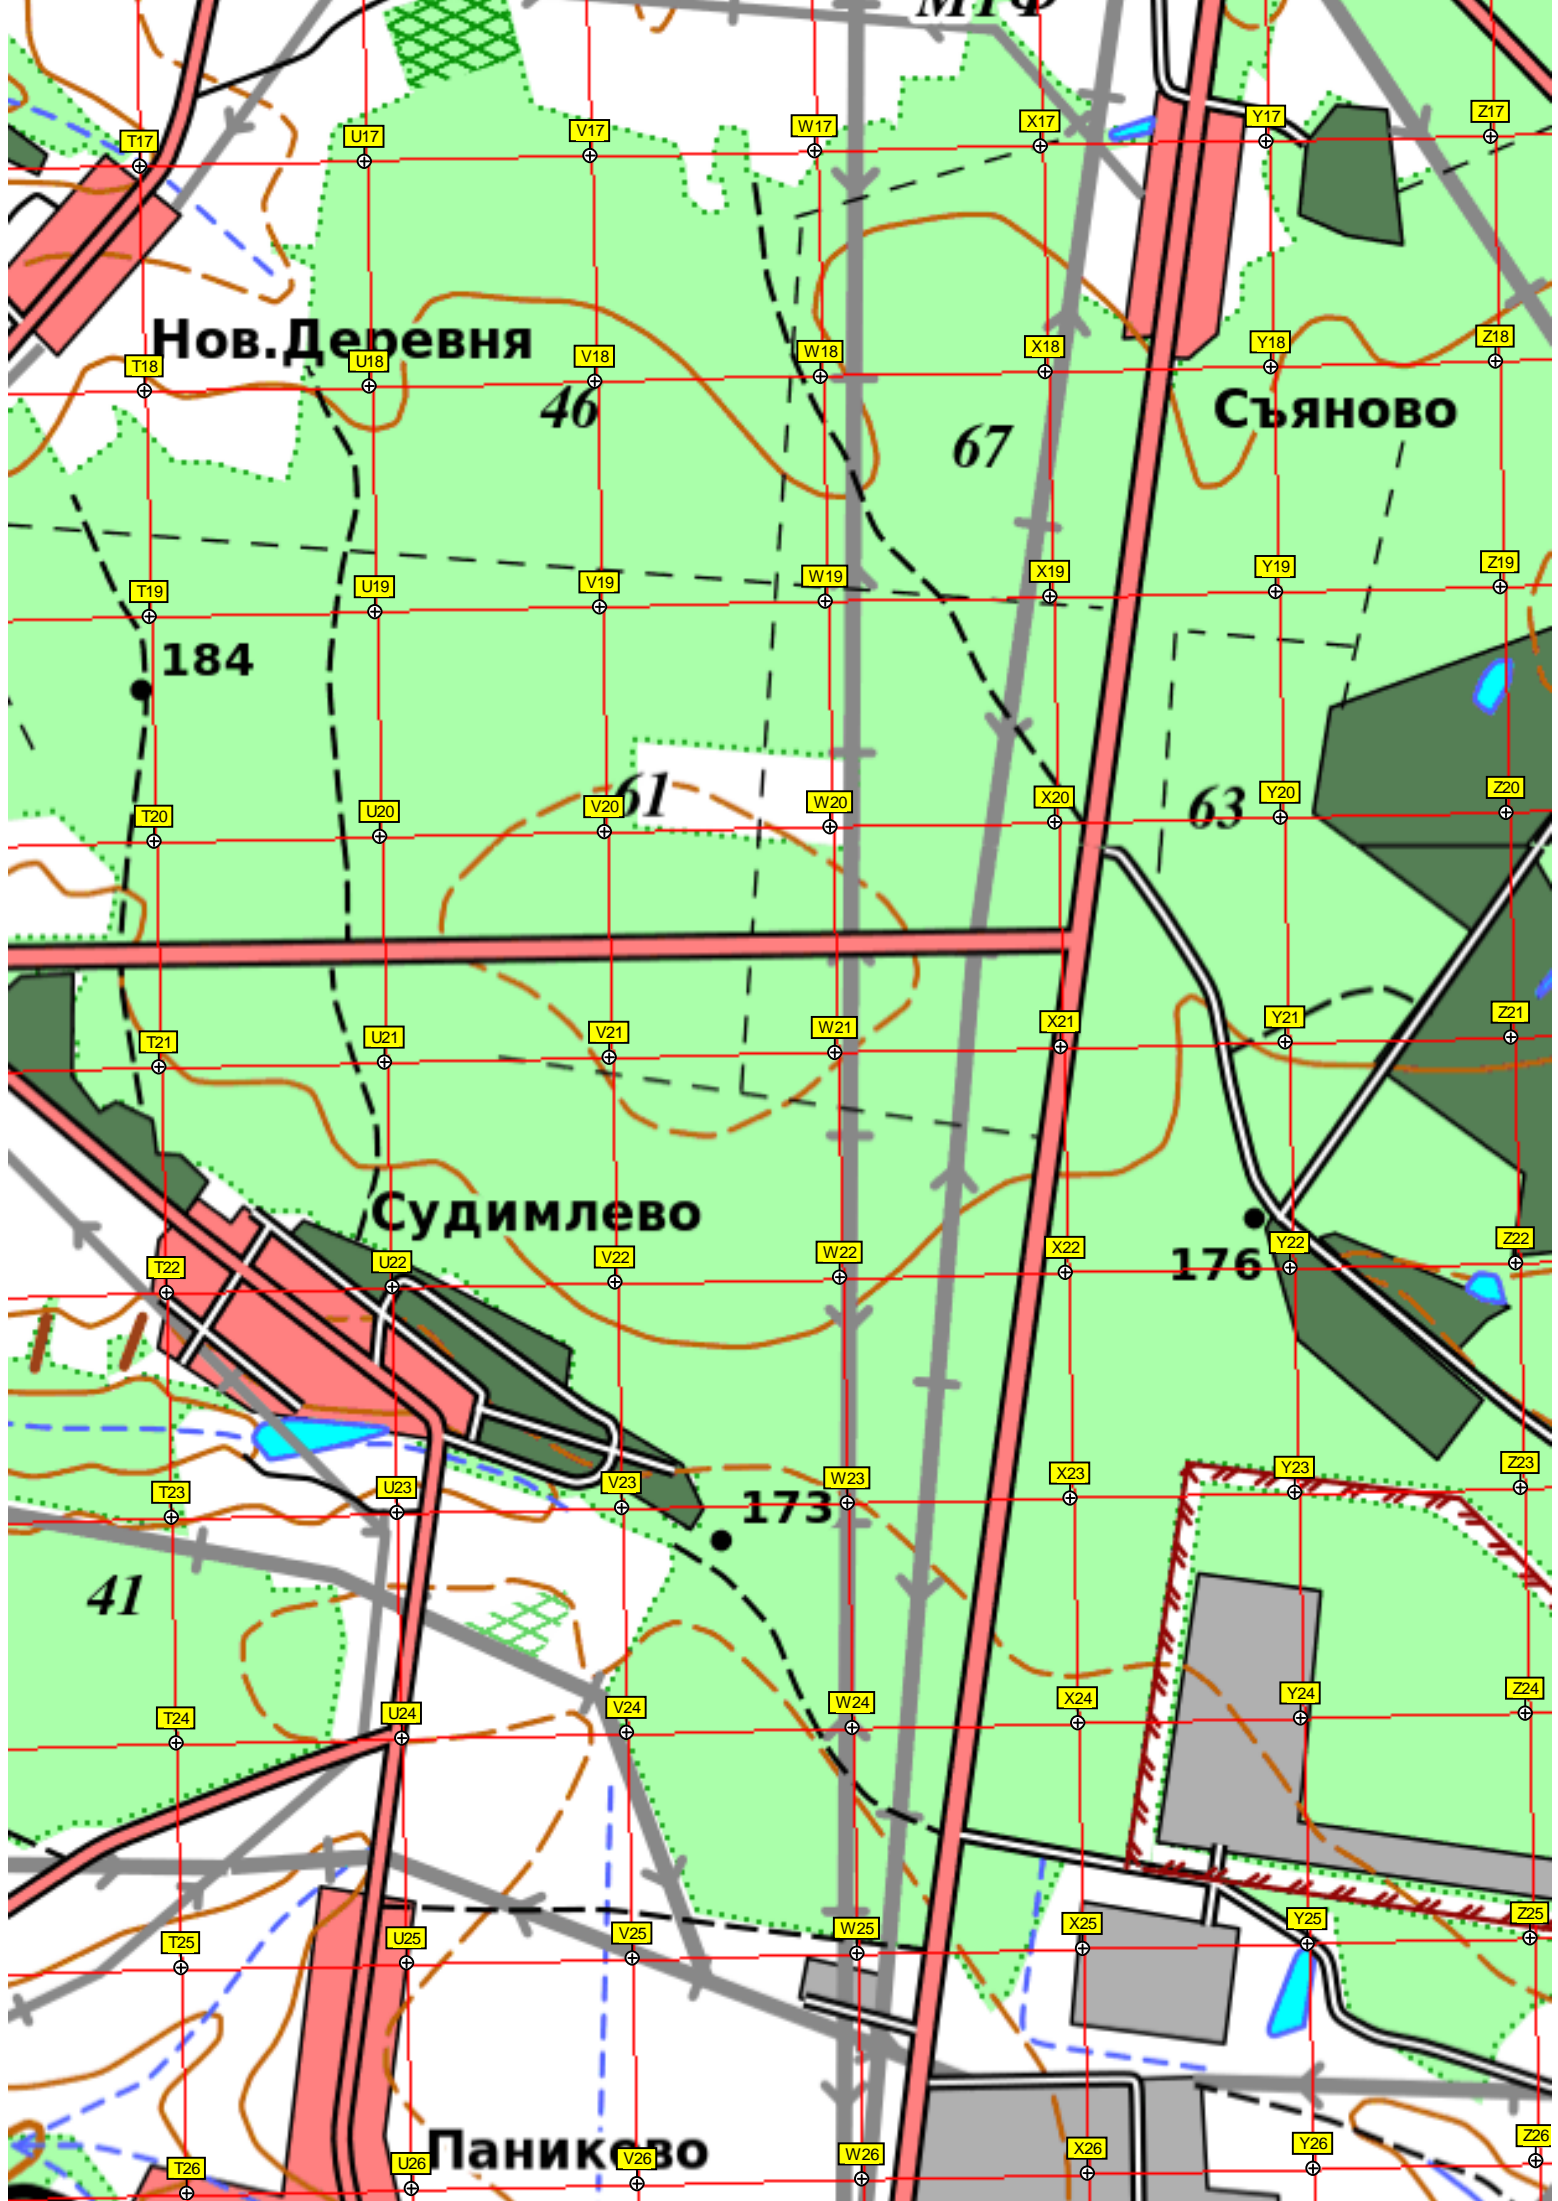 МТФ
T17 U17 V17 W17 X17 Y17 Z17
Нов.Деревня
T18 U18 V18 W18 X18 Y18 Z18
46
67
Съяново
T19 U19 V19 W19 X19 Y19 Z19
184
61
63
T20 U20 V20 W20 X20 Y20 Z20
T21 U21 V21 W21 X21 Y21 Z21
Судимлево
176
T22 U22 V22 W22 X22 Y22 Z22
T23 U23 V23 W23 X23 Y23 Z23
173
41
T24 U24 V24 W24 X24 Y24 Z24
T25 U25 V25 W25 X25 Y25 Z25
Паниково
T26 U26 V26 W26 X26 Y26 Z26